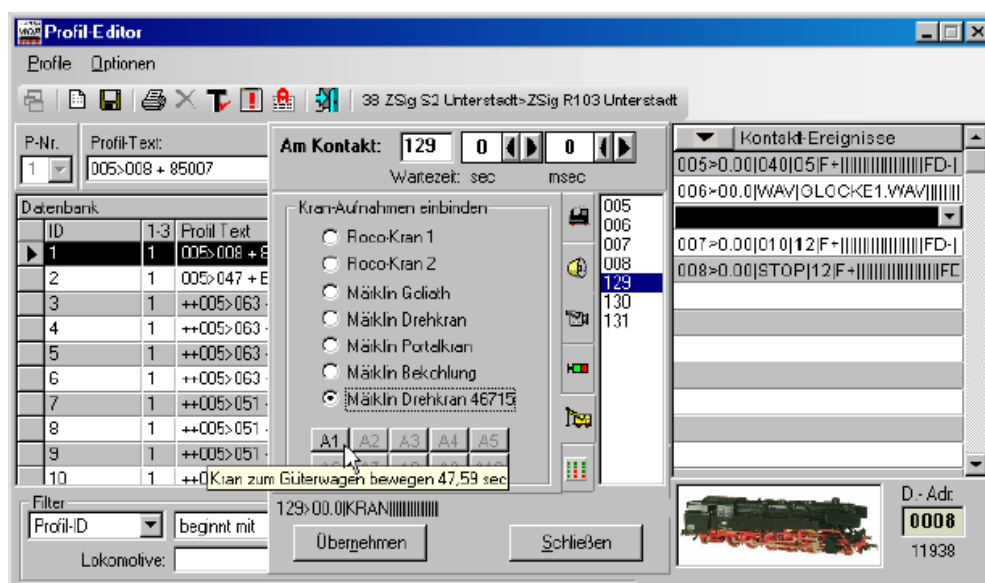 Profil-Editor
Profile Optionen
38 ZSig S2 Unterstadt>ZSig R103 Unterstadt
P-Nr. Profil-Text:
1 005>008 + 85007
Am Kontakt: 129 0 0
Wartezeit: sec msec
Kontakt-Ereignisse
005>0.00|040|05|F+||||||||||||||||||FD-|
006>00.0|WAV|GLOCKE1.WAV|||||||
007>0.00|010|12|F+||||||||||||||||||FD-|
008>0.00|STOP|12|F+||||||||||||||||||FD
Datenbank
ID 1-3 Profil Text
1 1 005>008 + 8
2 1 005>047 + E
3 1 ++005>063 -
4 1 ++005>063 -
5 1 ++005>063 -
6 1 ++005>063 -
7 1 ++005>051 -
8 1 ++005>051 -
9 1 ++005>051 -
10 1
Kran-Aufnahmen einbinden
Roco-Kran 1
Roco-Kran 2
Märklin Goliath
Märklin Drehkran
Märklin Portalkran
Märklin Bekohlung
Märklin Drehkran 46715
A1 A2 A3 A4 A5
Kran zum Güterwagen bewegen 47,59 sec
005
006
007
008
129
130
131
129>00.0|KRAN||||||||||||
Übernehmen Schließen
Filter
Profil-ID beginnt mit
Lokomotive:
D.- Adr.
0008
11938